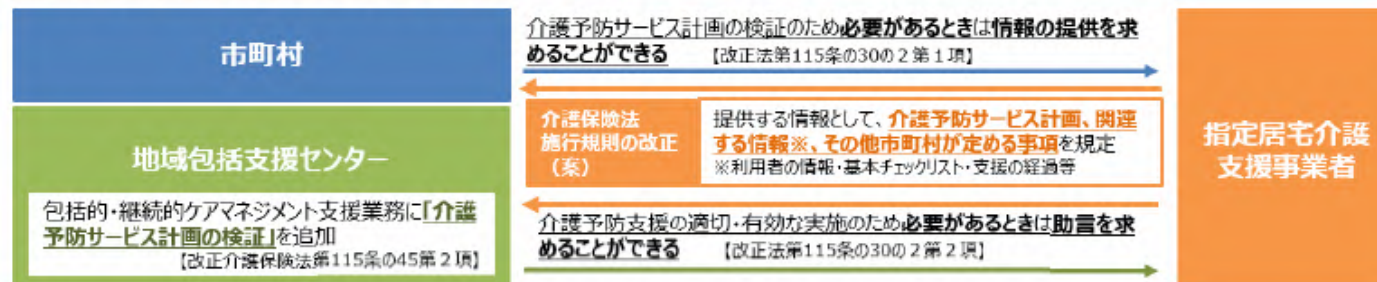 市町村
地域包括支援センター
包括的・継続的ケアマネジメント支援業務に「介護
予防サービス計画の検証」を追加
【改正介護保険法第115条の45第2項】
介護予防サービス計画の検証のため必要があるときは情報の提供を求
めることができる 【改正法第115条の30の2第1項】
介護保険法
施行規則の改正
（案）
提供する情報として、介護予防サービス計画、関連
する情報※、その他市町村が定める事項を規定
※利用者の情報・基本チェックリスト・支援の経過等
介護予防支援の適切・有効な実施のため必要があるときは助言を求
めることができる 【改正法第115条の30の2第2項】
指定居宅介護
支援事業者